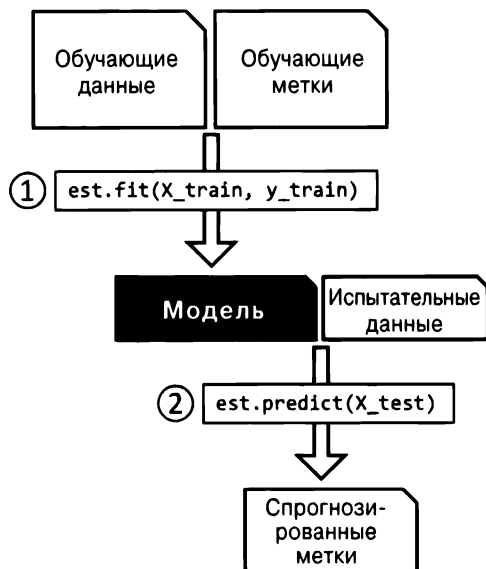 Обучающие
данные
Обучающие
метки
1
est.fit(X_train, y_train)
Модель
Испытательные
данные
2
est.predict(X_test)
Спрогнози-
рованные
метки